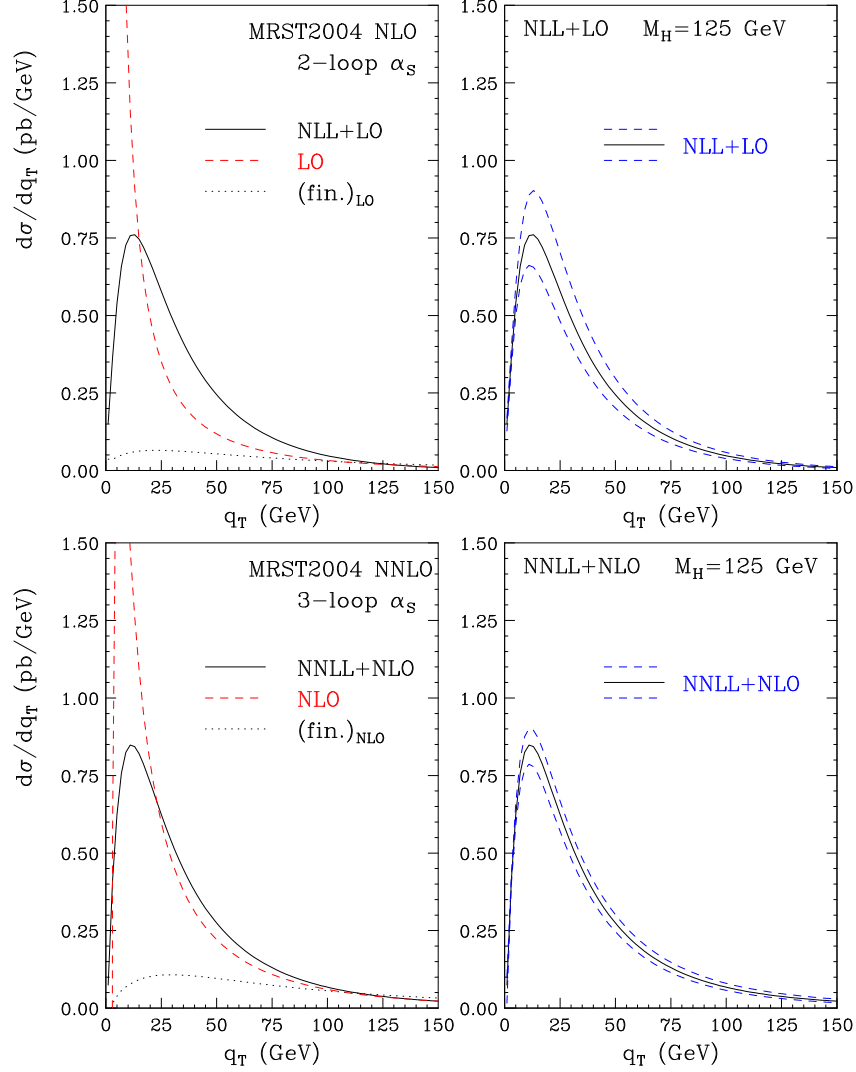 MRST2004 NLO
2-loop αS
NLL+LO
LO
(fin.)LO
dσ/dqT (pb/GeV)
1.50
1.25
1.00
0.75
0.50
0.25
0.00
0 25 50 75 100 125 150
qT (GeV)
NLL+LO MH=125 GeV
NLL+LO
1.50
1.25
1.00
0.75
0.50
0.25
0.00
0 25 50 75 100 125 150
qT (GeV)
MRST2004 NNLO
3-loop αS
NNLL+NLO
NLO
(fin.)NLO
dσ/dqT (pb/GeV)
1.50
1.25
1.00
0.75
0.50
0.25
0.00
0 25 50 75 100 125 150
qT (GeV)
NNLL+NLO MH=125 GeV
NNLL+NLO
1.50
1.25
1.00
0.75
0.50
0.25
0.00
0 25 50 75 100 125 150
qT (GeV)